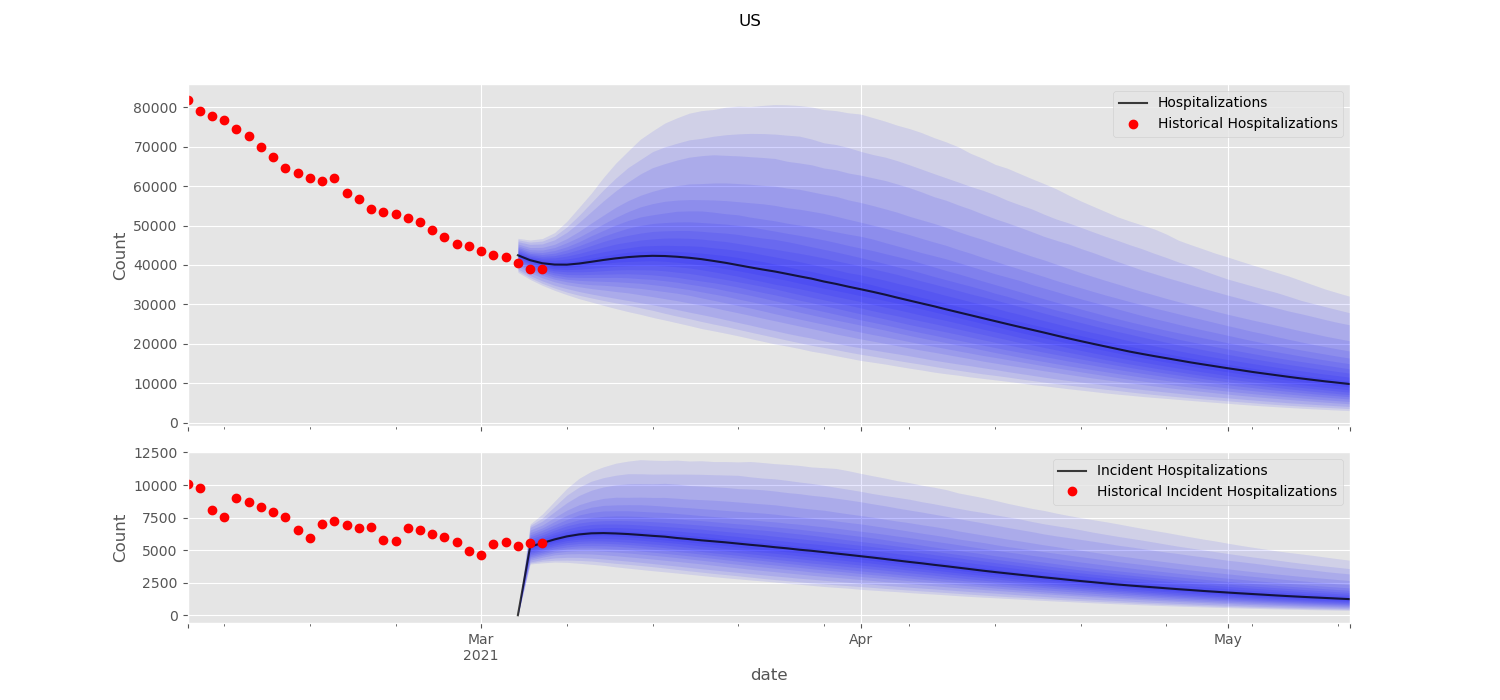 US
Hospitalizations
Historical Hospitalizations
80000
70000
60000
50000
40000
30000
20000
10000
0
Count
Incident Hospitalizations
Historical Incident Hospitalizations
12500
10000
7500
5000
2500
0
Count
Mar
2021
Apr
May
date